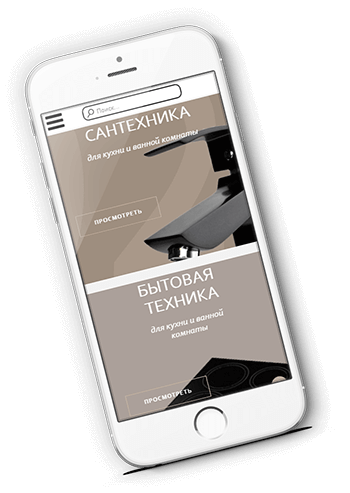 Поиск...
САНТЕХНИКА
для кухни и ванной комнаты
ПРОСМОТРЕТЬ
БЫТОВАЯ
ТЕХНИКА
для кухни и ванной
комнаты
ПРОСМОТРЕТЬ